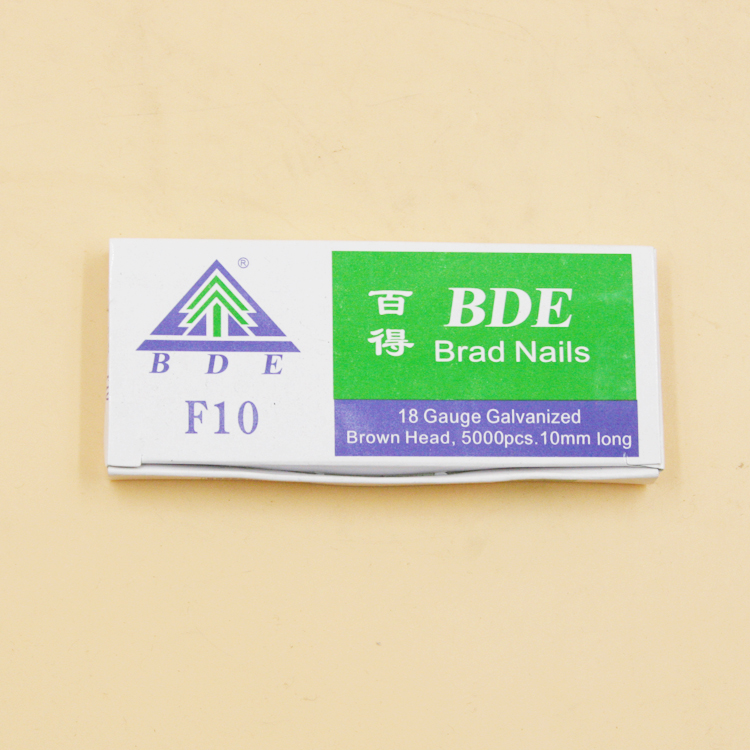 ®
B D E
F10
百得
BDE
Brad Nails
18 Gauge Galvanized
Brown Head, 5000pcs.10mm long